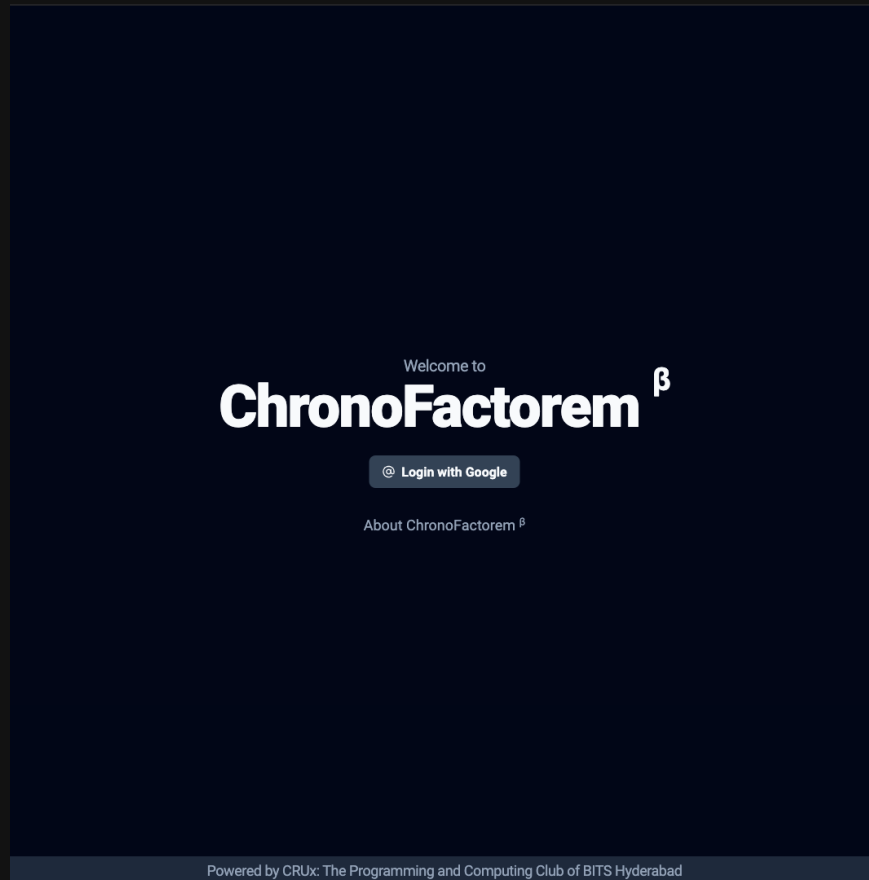 Welcome to
ChronoFactorem β
@ Login with Google
About ChronoFactorem β
Powered by CRUx: The Programming and Computing Club of BITS Hyderabad